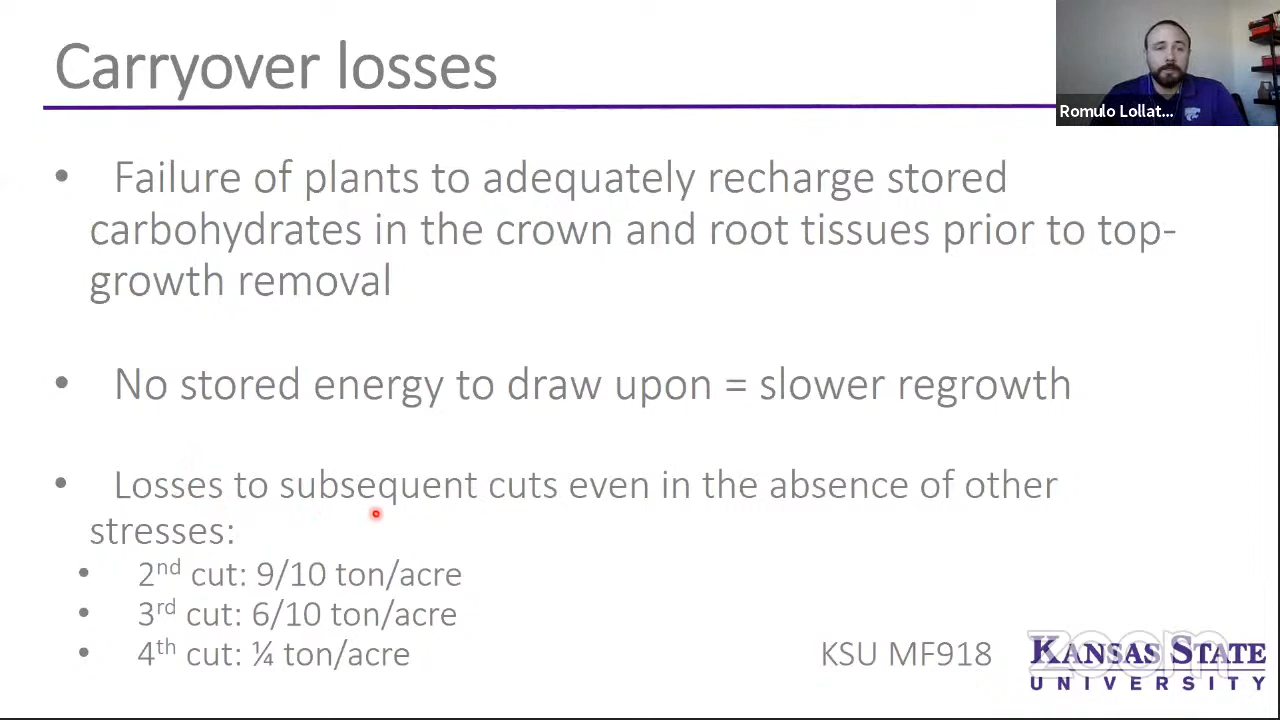 Carryover losses
Romulo Lollat...
• Failure of plants to adequately recharge stored
carbohydrates in the crown and root tissues prior to top-
growth removal
• No stored energy to draw upon = slower regrowth
• Losses to subsequent cuts even in the absence of other
stresses:
• 2nd cut: 9/10 ton/acre
• 3rd cut: 6/10 ton/acre
• 4th cut: ¼ ton/acre
KSU MF918
zoom
KANSAS STATE
UNIVERSITY